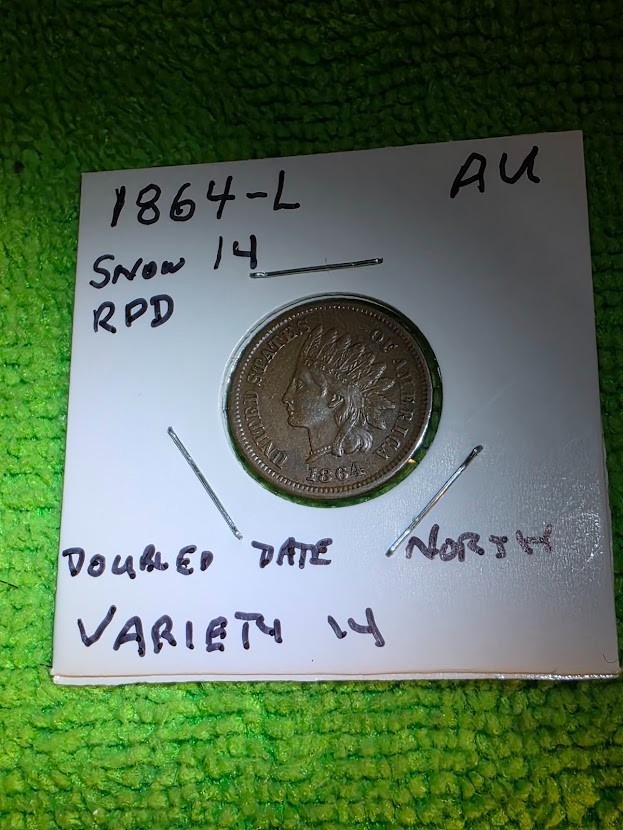 1864-L
AU
SNOW 14
RPD
UNITED STATES OF AMERICA
1864
DOUBLED DATE NORTH
VARIETY 14